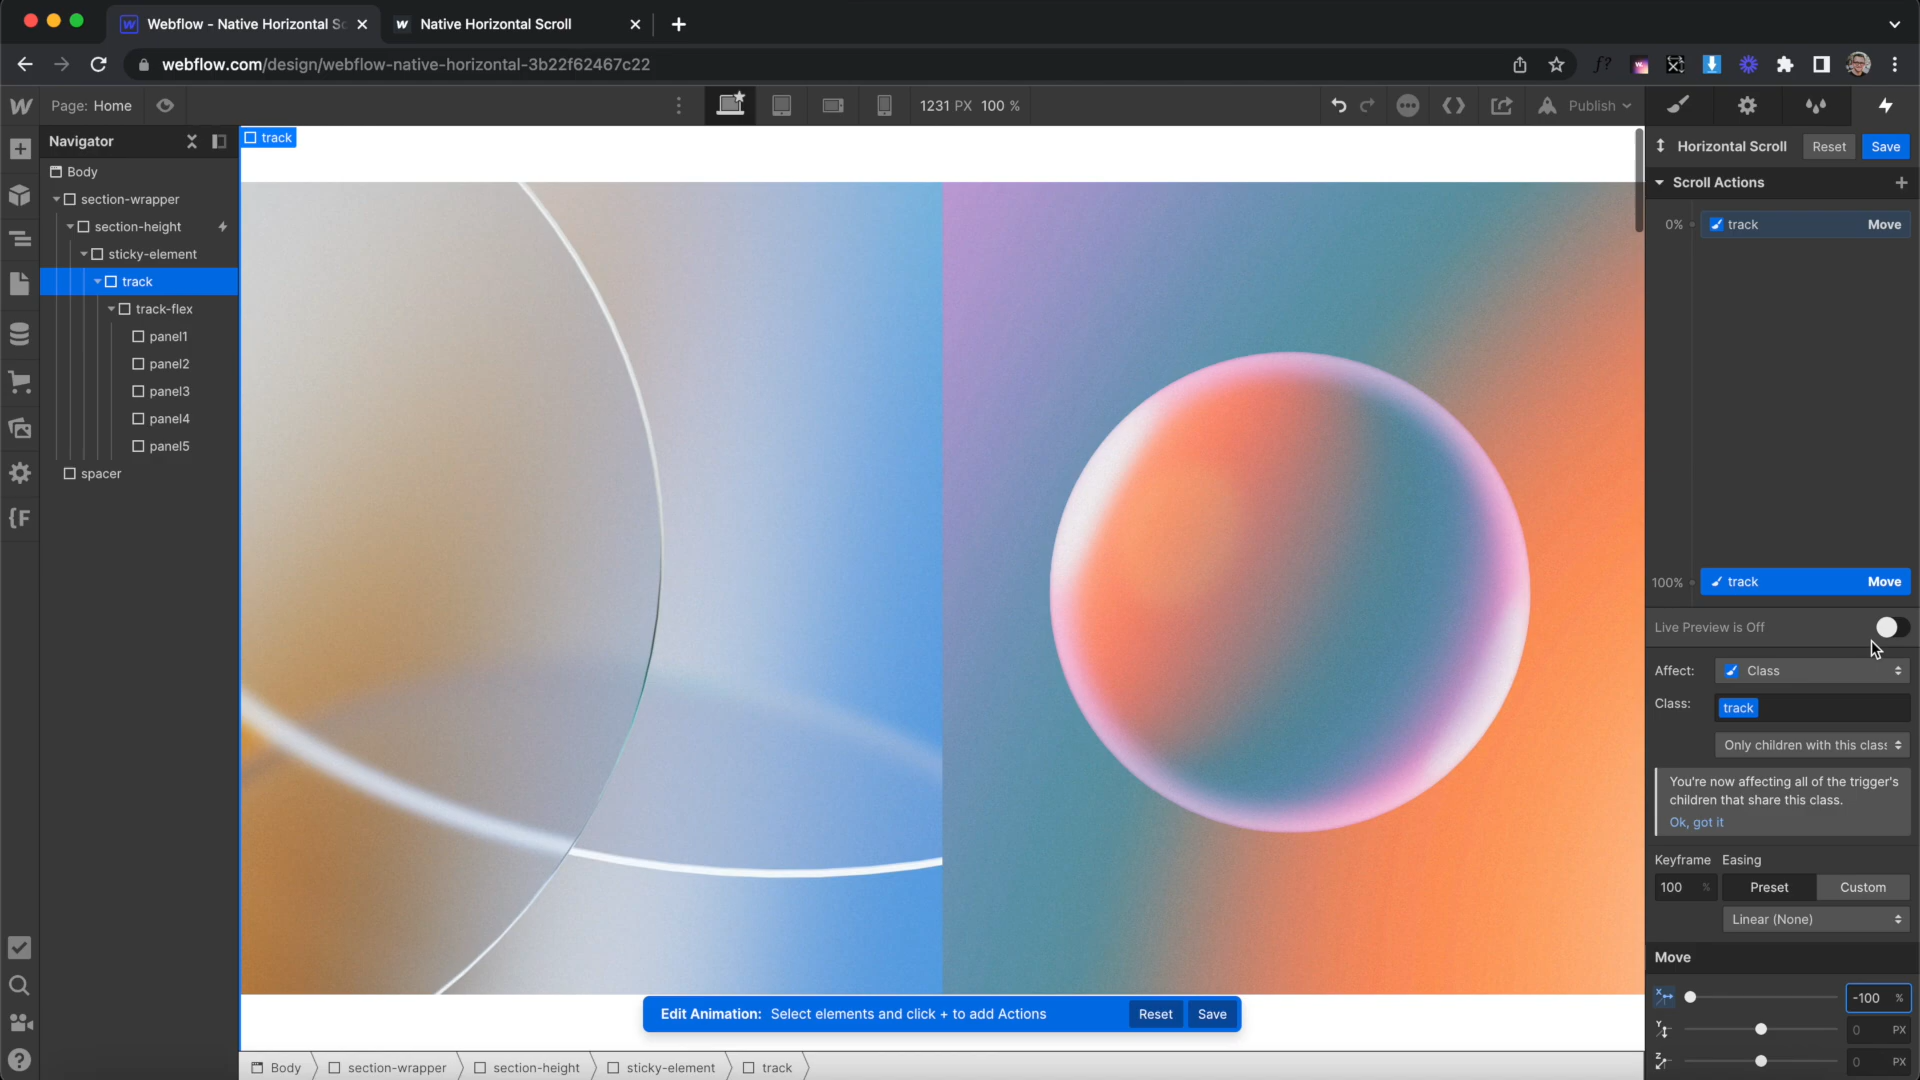 Webflow - Native Horizontal Sc
Native Horizontal Scroll
webflow.com/design/webflow-native-horizontal-3b22f62467c22
Page: Home
1231 PX 100 %
Publish
Navigator
track
Horizontal Scroll
Reset
Save
Body
section-wrapper
section-height
sticky-element
track
track-flex
panel1
panel2
panel3
panel4
panel5
spacer
Scroll Actions
0%
track
Move
100%
track
Move
Live Preview is Off
Affect:
Class
Class:
track
Only children with this class
You're now affecting all of the trigger's
children that share this class.
Ok, got it
Keyframe
Easing
100 %
Preset
Custom
Linear (None)
Move
-100 %
0 PX
0 PX
Edit Animation: Select elements and click + to add Actions
Reset
Save
Body
section-wrapper
section-height
sticky-element
track